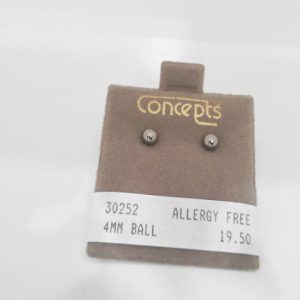 Concepts
30252 ALLERGY FREE
4MM BALL 19.50